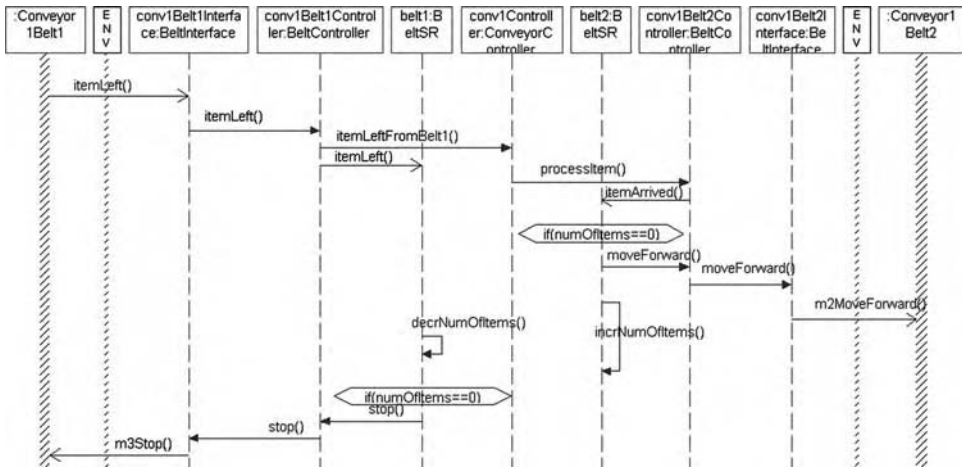 :Conveyor
1Belt1
E
N
V
conv1Belt1Interfa
ce:BeltInterface
conv1Belt1Control
ler:BeltController
belt1:B
eltSR
conv1Controll
er:ConveyorC
ontroller
belt2:B
eltSR
conv1Belt2Co
ntroller:BeltCo
ntroller
conv1Belt2I
nterface:Be
ltInterface
E
N
V
:Conveyor1
Belt2
itemLeft()
itemLeft()
itemLeftFromBelt1()
itemLeft()
processItem()
itemArrived()
if(numOfItems==0)
moveForward()
moveForward()
m2MoveForward()
decrNumOfItems()
incrNumOfItems()
if(numOfItems==0)
stop()
stop()
m3Stop()